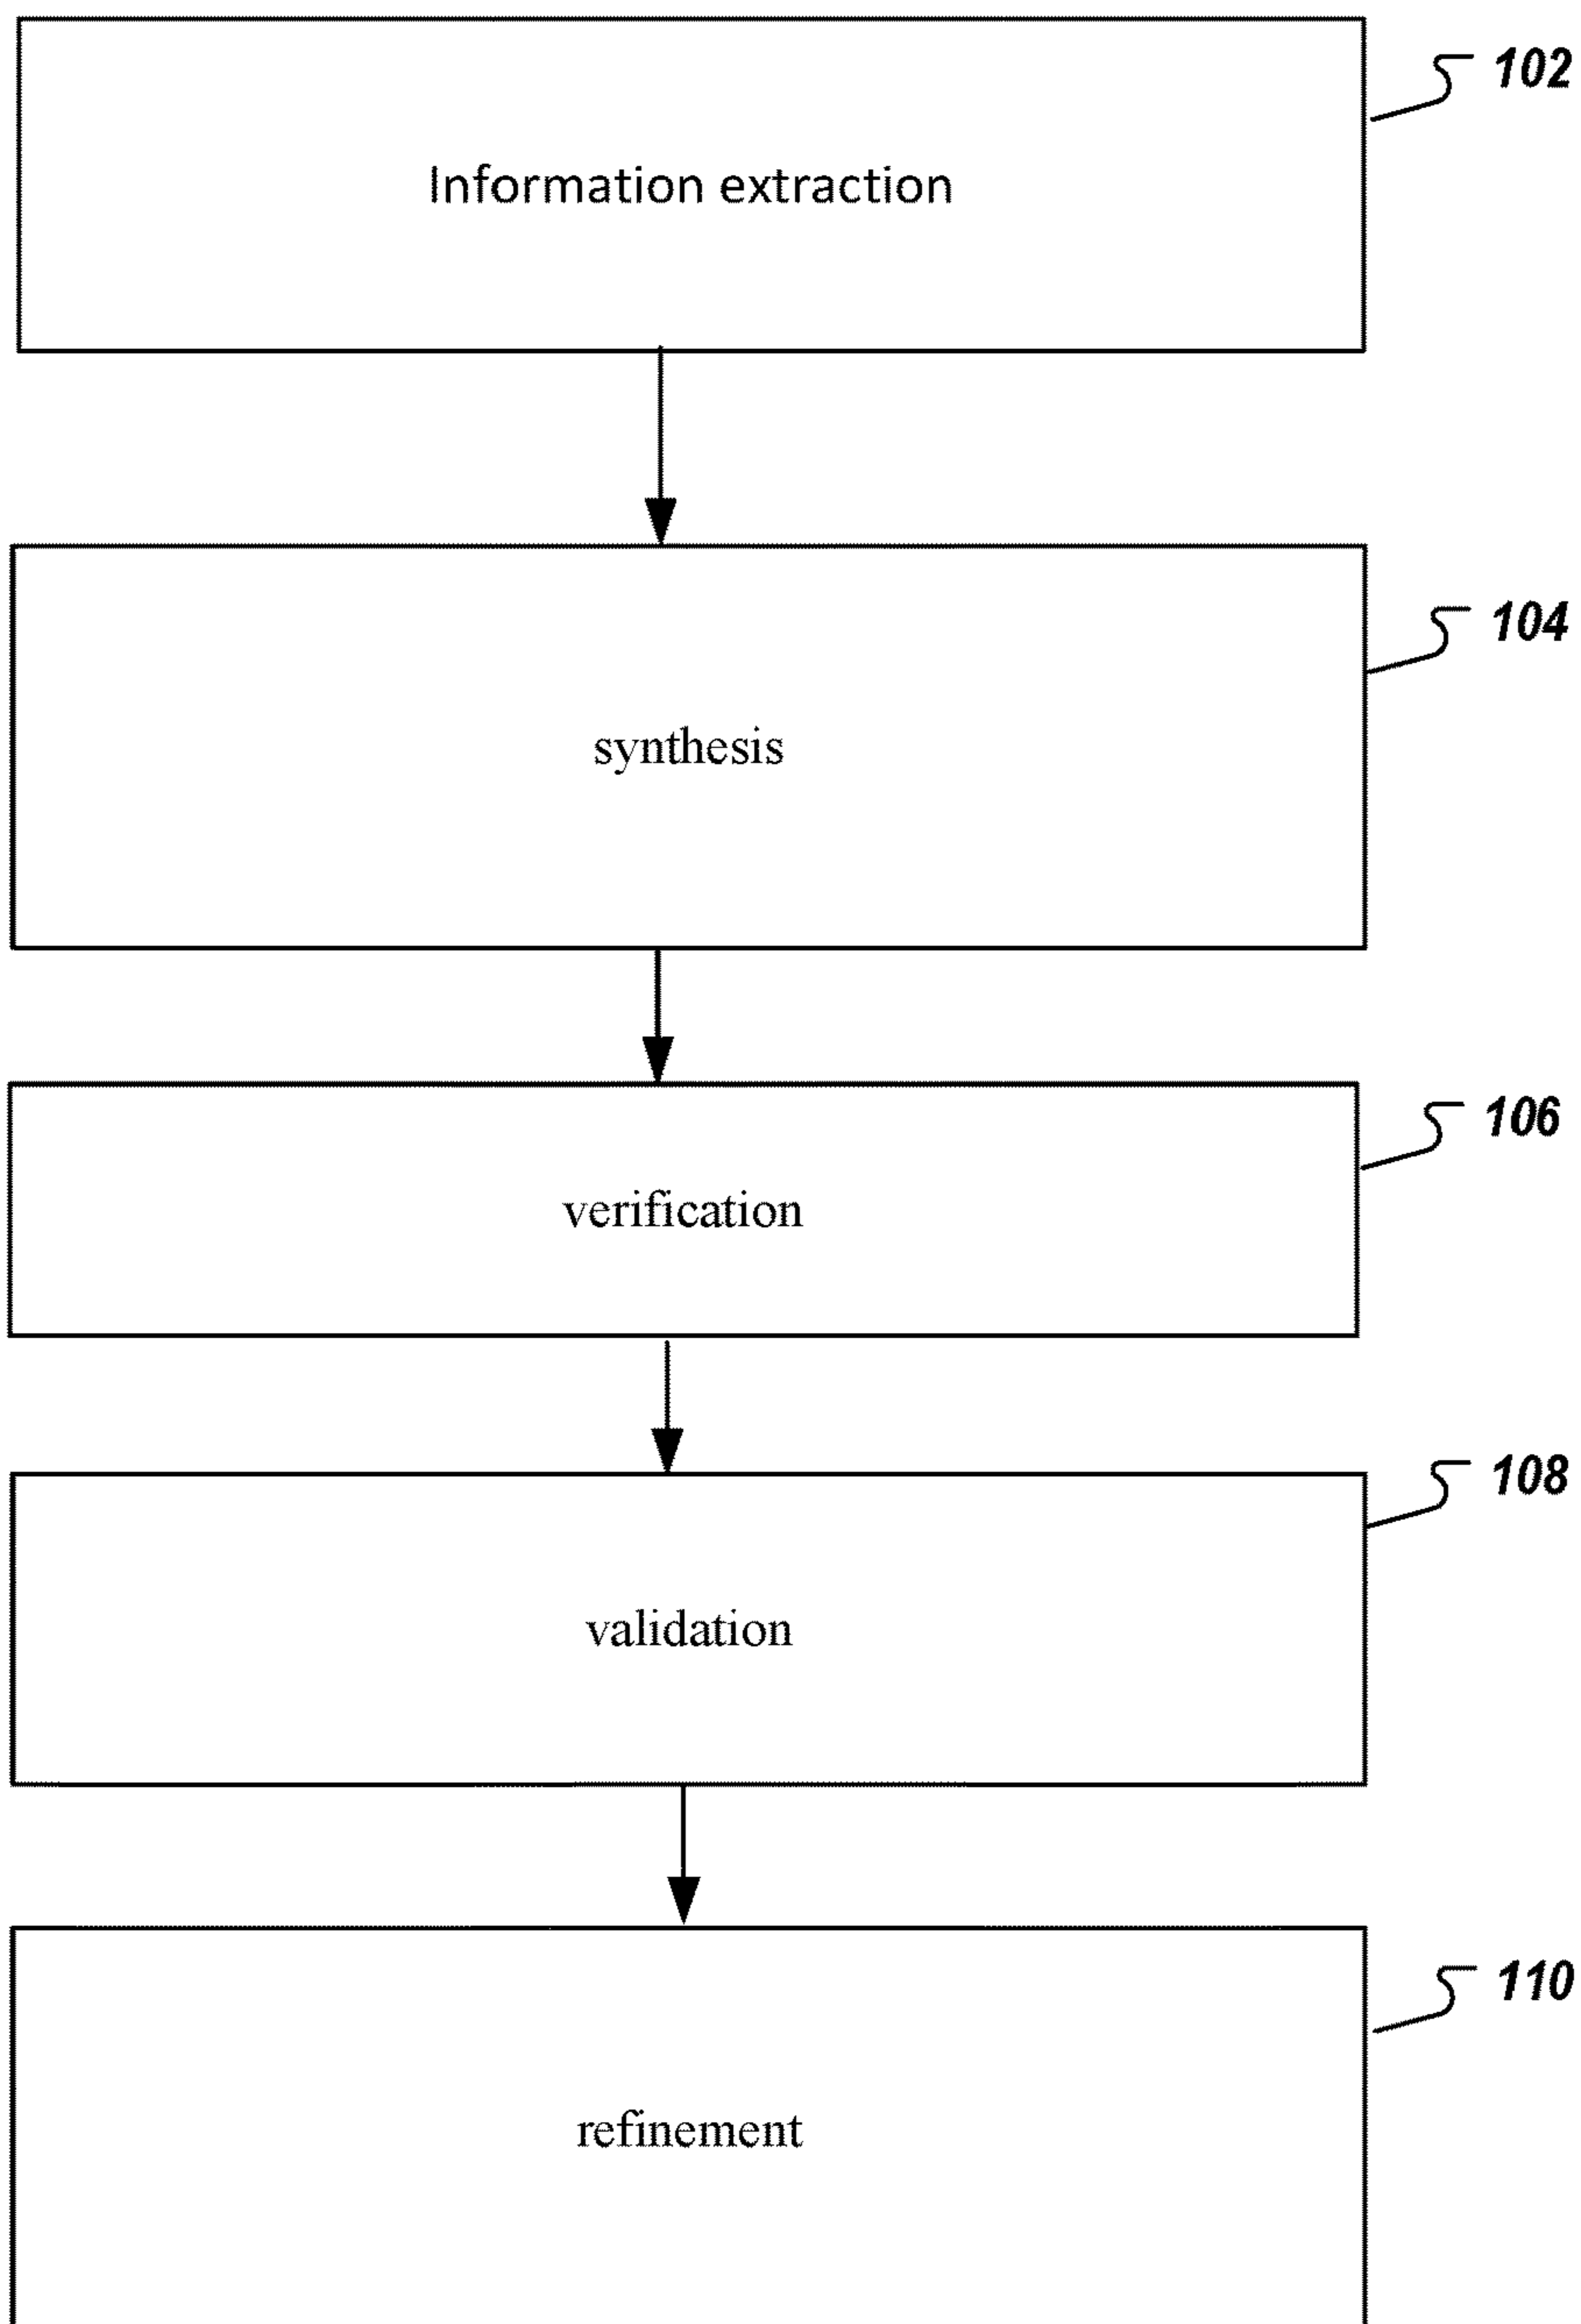 102
Information extraction
104
synthesis
106
verification
108
validation
110
refinement